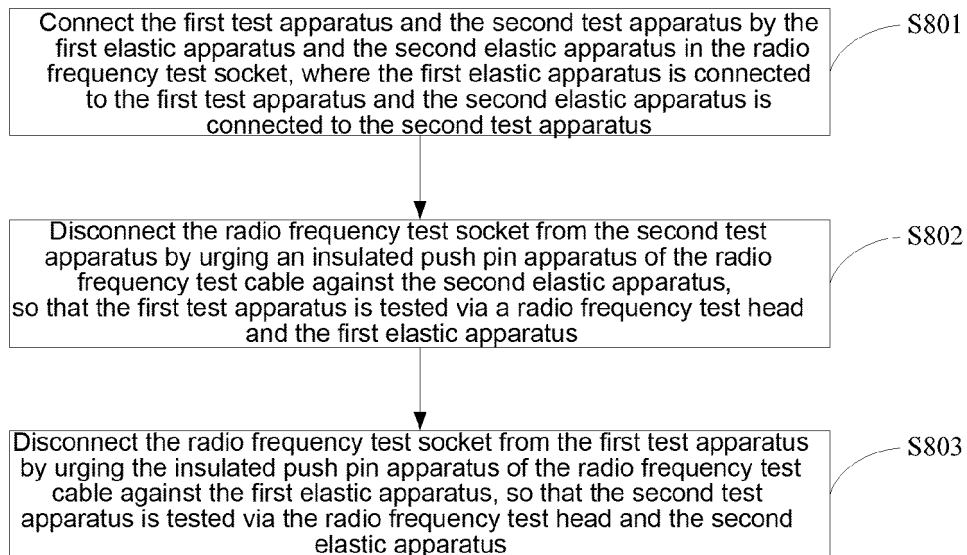 Connect the first test apparatus and the second test apparatus by the
first elastic apparatus and the second elastic apparatus in the radio
frequency test socket, where the first elastic apparatus is connected
to the first test apparatus and the second elastic apparatus is
connected to the second test apparatus
S801
Disconnect the radio frequency test socket from the second test
apparatus by urging an insulated push pin apparatus of the radio
frequency test cable against the second elastic apparatus,
so that the first test apparatus is tested via a radio frequency test head
and the first elastic apparatus
S802
Disconnect the radio frequency test socket from the first test apparatus
by urging the insulated push pin apparatus of the radio frequency test
cable against the first elastic apparatus, so that the second test
apparatus is tested via the radio frequency test head and the second
elastic apparatus
S803